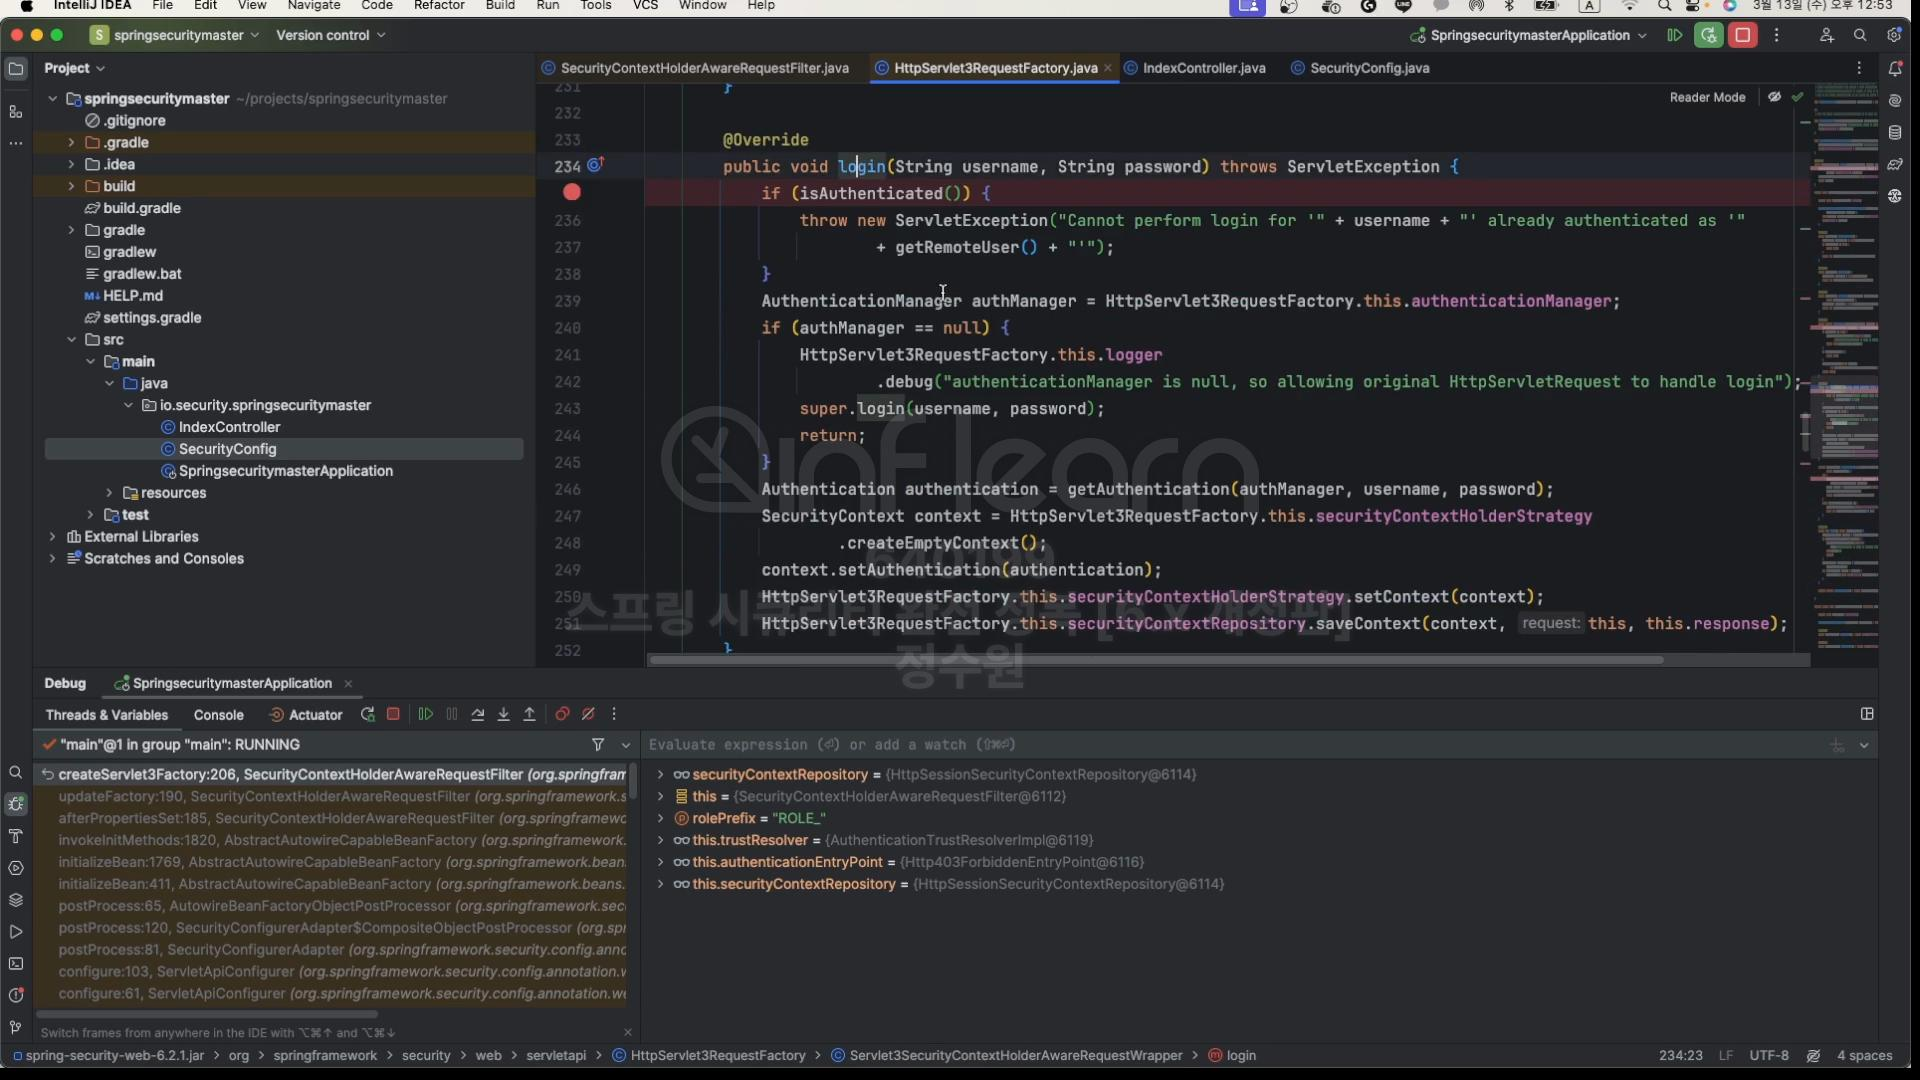 IntelliJ IDEA File Edit View Navigate Code Refactor Build Run Tools VCS Window Help A 3월 13일 (수) 오후 12:53
S springsecuritymaster Version control SpringsecuritymasterApplication
Project
springsecuritymaster ~/projects/springsecuritymaster
.gitignore
.gradle
.idea
build
build.gradle
gradle
gradlew
gradlew.bat
HELP.md
settings.gradle
src
main
java
io.security.springsecuritymaster
IndexController
SecurityConfig
SpringsecuritymasterApplication
resources
test
External Libraries
Scratches and Consoles
SecurityContextHolderAwareRequestFilter.java HttpServlet3RequestFactory.java IndexController.java SecurityConfig.java
Reader Mode
231 }
232
233 @Override
234 public void login(String username, String password) throws ServletException {
if (isAuthenticated()) {
236 throw new ServletException("Cannot perform login for '" + username + "' already authenticated as '"
237 + getRemoteUser() + "'");
238 }
239 AuthenticationManager authManager = HttpServlet3RequestFactory.this.authenticationManager;
240 if (authManager == null) {
241 HttpServlet3RequestFactory.this.logger
242 .debug("authenticationManager is null, so allowing original HttpServletRequest to handle login");
243 super.login(username, password);
244 return;
245 }
246 Authentication authentication = getAuthentication(authManager, username, password);
247 SecurityContext context = HttpServlet3RequestFactory.this.securityContextHolderStrategy
248 .createEmptyContext();
249 context.setAuthentication(authentication);
250 HttpServlet3RequestFactory.this.securityContextHolderStrategy.setContext(context);
251 HttpServlet3RequestFactory.this.securityContextRepository.saveContext(context, request: this, this.response);
252 }
inflearn
640199
스프링 시큐리티 완전 정복 [6.x 개정판]
정수원
Debug SpringsecuritymasterApplication
Threads & Variables Console Actuator
"main"@1 in group "main": RUNNING
createServlet3Factory:206, SecurityContextHolderAwareRequestFilter (org.springfram
updateFactory:190, SecurityContextHolderAwareRequestFilter (org.springframework.s
afterPropertiesSet:185, SecurityContextHolderAwareRequestFilter (org.springframewor
invokeInitMethods:1820, AbstractAutowireCapableBeanFactory (org.springframework
initializeBean:1769, AbstractAutowireCapableBeanFactory (org.springframework.bean
initializeBean:411, AbstractAutowireCapableBeanFactory (org.springframework.beans.
postProcess:65, AutowireBeanFactoryObjectPostProcessor (org.springframework.sec
postProcess:120, SecurityConfigurerAdapter$CompositeObjectPostProcessor (org.spr
postProcess:81, SecurityConfigurerAdapter (org.springframework.security.config.anno
configure:103, ServletApiConfigurer (org.springframework.security.config.annotation.w
configure:61, ServletApiConfigurer (org.springframework.security.config.annotation.we
Switch frames from anywhere in the IDE with ⌥⌘↑ and ⌥⌘↓
Evaluate expression (⏎) or add a watch (⇧⌘⏎)
securityContextRepository = {HttpSessionSecurityContextRepository@6114}
this = {SecurityContextHolderAwareRequestFilter@6112}
rolePrefix = "ROLE_"
this.trustResolver = {AuthenticationTrustResolverImpl@6119}
this.authenticationEntryPoint = {Http403ForbiddenEntryPoint@6116}
this.securityContextRepository = {HttpSessionSecurityContextRepository@6114}
spring-security-web-6.2.1.jar > org > springframework > security > web > servletapi > HttpServlet3RequestFactory > Servlet3SecurityContextHolderAwareRequestWrapper > login 234:23 LF UTF-8 4 spaces